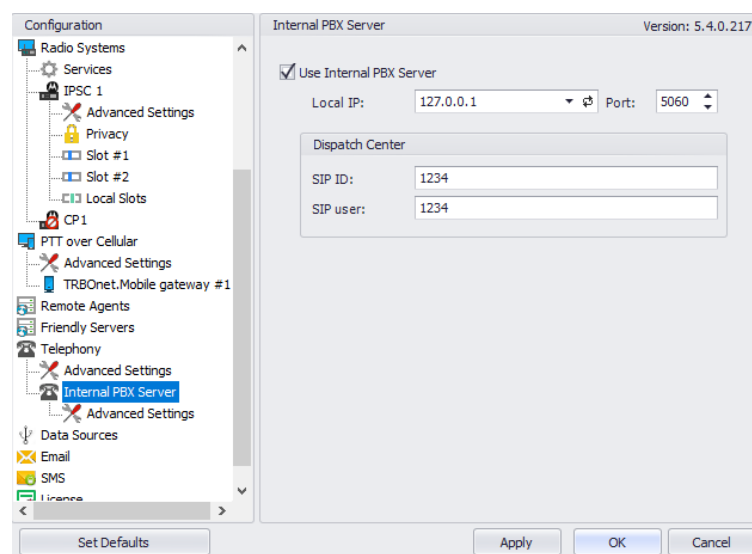 Configuration
Radio Systems
Services
IPSC 1
Advanced Settings
Privacy
Slot #1
Slot #2
Local Slots
CP1
PTT over Cellular
Advanced Settings
TRBOnet.Mobile gateway #1
Remote Agents
Friendly Servers
Telephony
Advanced Settings
Internal PBX Server
Advanced Settings
Data Sources
Email
SMS
License
Set Defaults
Internal PBX Server Version: 5.4.0.217
Use Internal PBX Server
Local IP: 127.0.0.1 Port: 5060
Dispatch Center
SIP ID: 1234
SIP user: 1234
Apply OK Cancel